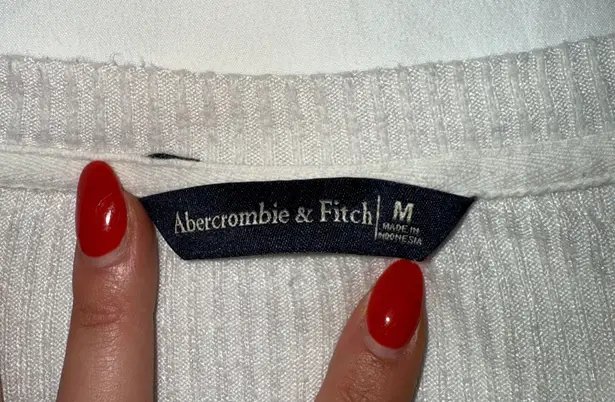 Abercrombie & Fitch M
MADE IN
INDONESIA